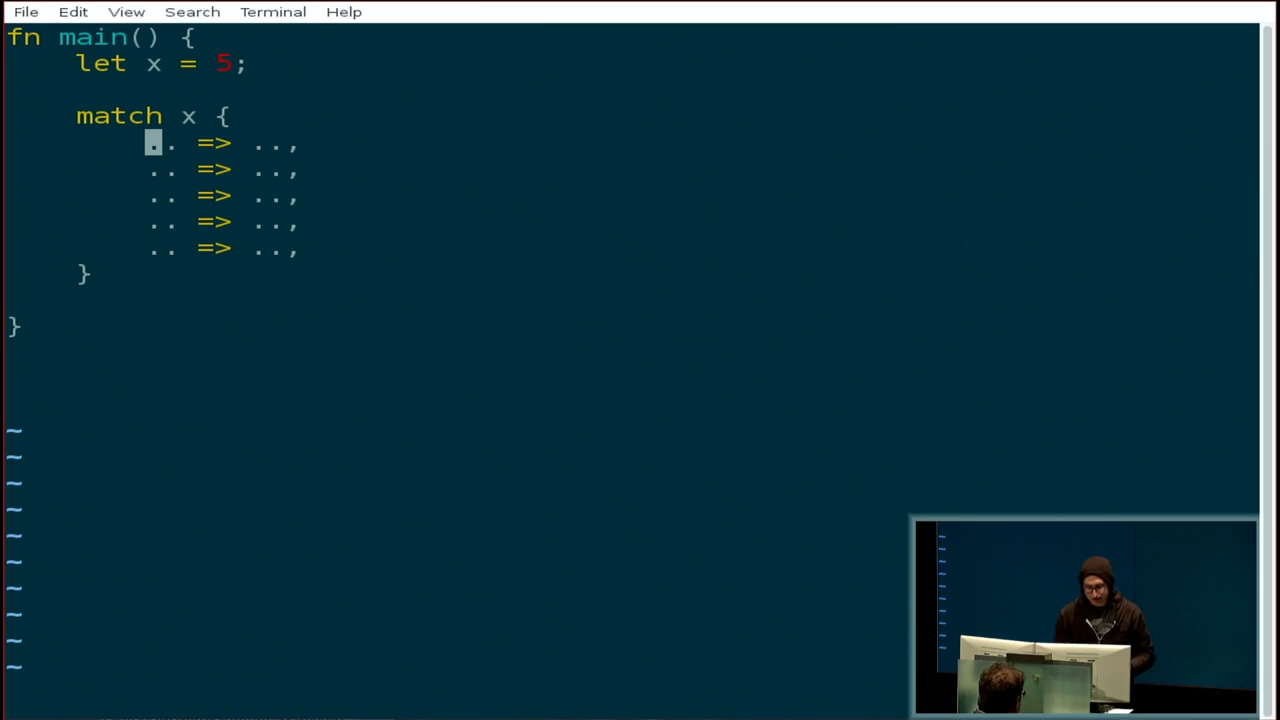 File Edit View Search Terminal Help
fn main() {
    let x = 5;
    match x {
        .. => ..,
        .. => ..,
        .. => ..,
        .. => ..,
        .. => ..,
    }
}
~
~
~
~
~
~
~
~
~
~